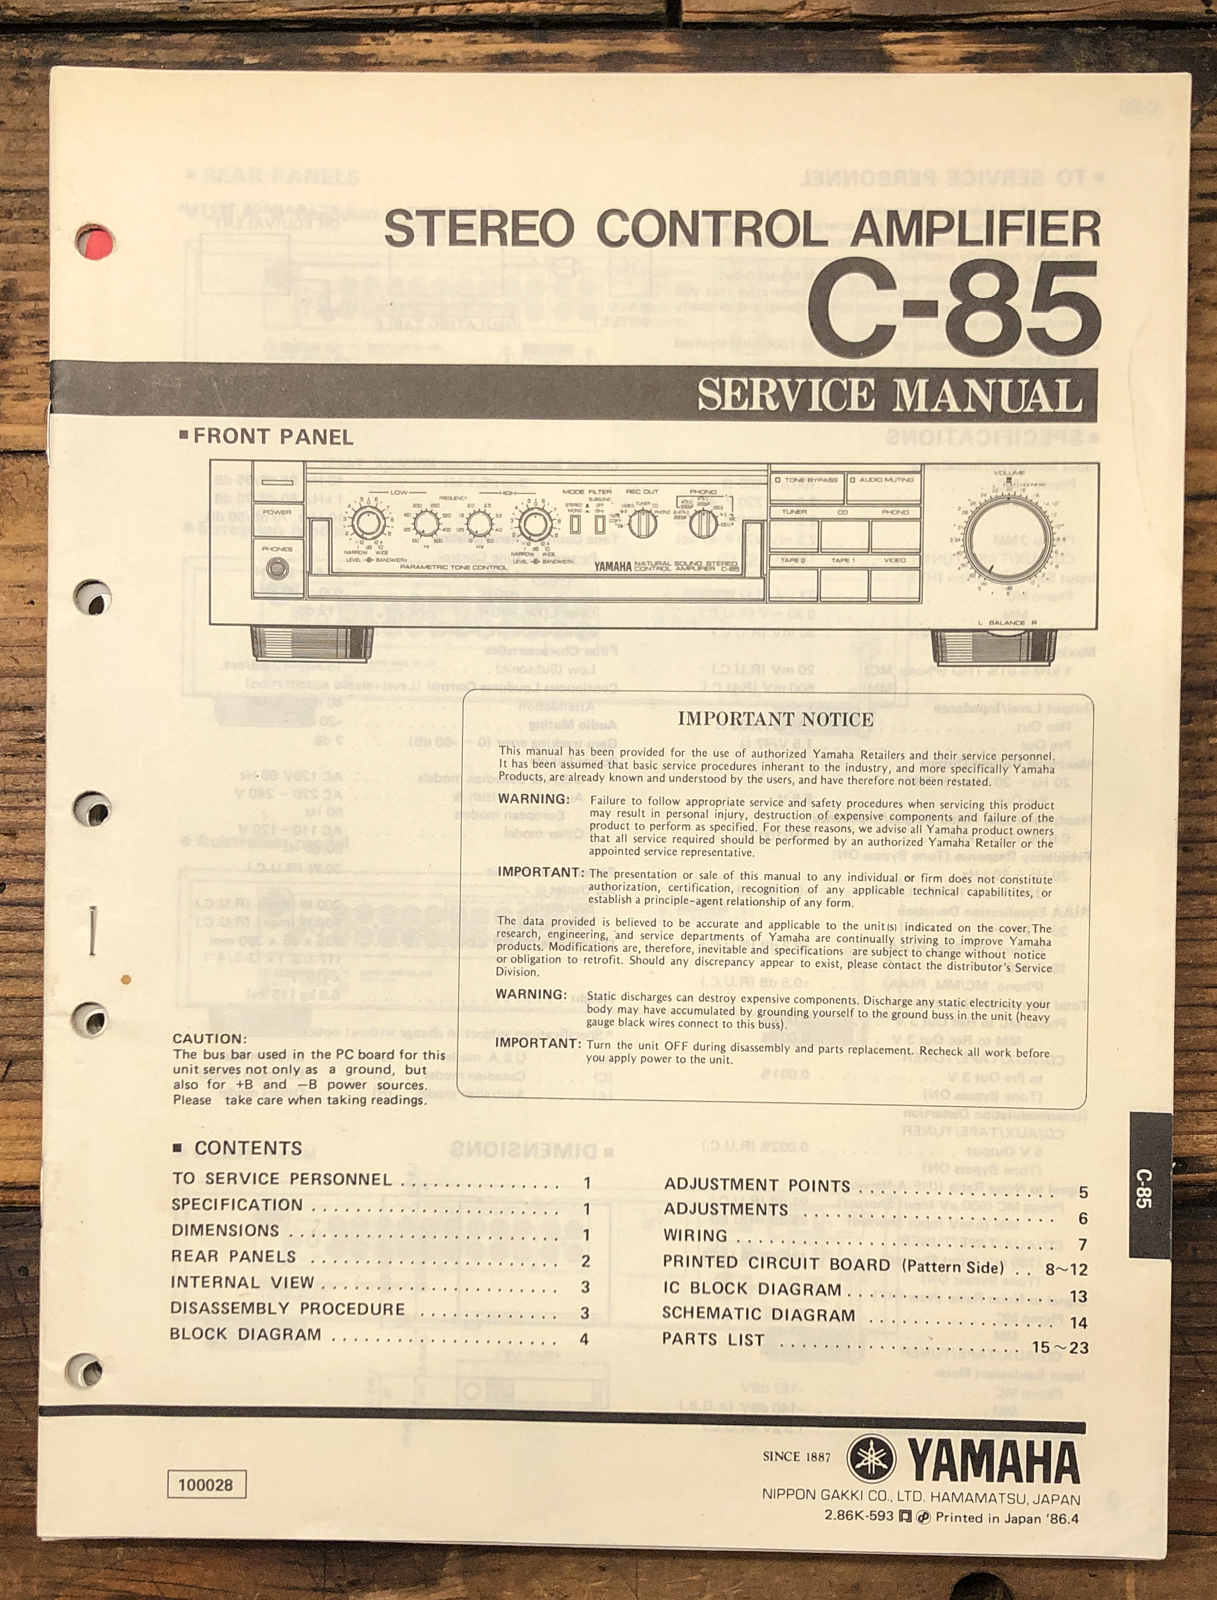 STEREO CONTROL AMPLIFIER
C-85
SERVICE MANUAL
■FRONT PANEL
POWER
PHONES
LOW
FREQUENCY
HIGH
MODE FILTER
REC OUT
PHONO
NARROW WIDE
LEVEL BANDWIDTH
PARAMETRIC TONE CONTROL
NARROW WIDE
LEVEL BANDWIDTH
YAMAHA NATURAL SOUND STEREO
CONTROL AMPLIFIER C-85
TONE BYPASS
AUDIO MUTING
TUNER CD PHONO
TAPE 2 TAPE 1 VIDEO
VOLUME
L BALANCE R
IMPORTANT NOTICE
This manual has been provided for the use of authorized Yamaha Retailers and their service personnel.
It has been assumed that basic service procedures inherant to the industry, and more specifically Yamaha
Products, are already known and understood by the users, and have therefore not been restated.
WARNING: Failure to follow appropriate service and safety procedures when servicing this product
may result in personal injury, destruction of expensive components and failure of the
product to perform as specified. For these reasons, we advise all Yamaha product owners
that all service required should be performed by an authorized Yamaha Retailer or the
appointed service representative.
IMPORTANT: The presentation or sale of this manual to any individual or firm does not constitute
authorization, certification, recognition of any applicable technical capabilitites, or
establish a principle-agent relationship of any form.
The data provided is believed to be accurate and applicable to the unit(s) indicated on the cover. The
research, engineering, and service departments of Yamaha are continually striving to improve Yamaha
products. Modifications are, therefore, inevitable and specifications are subject to change without notice
or obligation to retrofit. Should any discrepancy appear to exist, please contact the distributor's Service
Division.
WARNING: Static discharges can destroy expensive components. Discharge any static electricity your
body may have accumulated by grounding yourself to the ground buss in the unit (heavy
gauge black wires connect to this buss).
IMPORTANT: Turn the unit OFF during disassembly and parts replacement. Recheck all work before
you apply power to the unit.
CAUTION:
The bus bar used in the PC board for this
unit serves not only as a ground, but
also for +B and −B power sources.
Please take care when taking readings.
■ CONTENTS
TO SERVICE PERSONNEL ............... 1
SPECIFICATION ....................... 1
DIMENSIONS ......................... 1
REAR PANELS ........................ 2
INTERNAL VIEW ...................... 3
DISASSEMBLY PROCEDURE ............. 3
BLOCK DIAGRAM ..................... 4
ADJUSTMENT POINTS .................. 5
ADJUSTMENTS ....................... 6
WIRING ............................ 7
PRINTED CIRCUIT BOARD (Pattern Side) .. 8~12
IC BLOCK DIAGRAM ................... 13
SCHEMATIC DIAGRAM ................. 14
PARTS LIST ..................... 15~23
C-85
100028
SINCE 1887 YAMAHA
NIPPON GAKKI CO., LTD. HAMAMATSU, JAPAN
2.86K-593 Printed in Japan '86.4